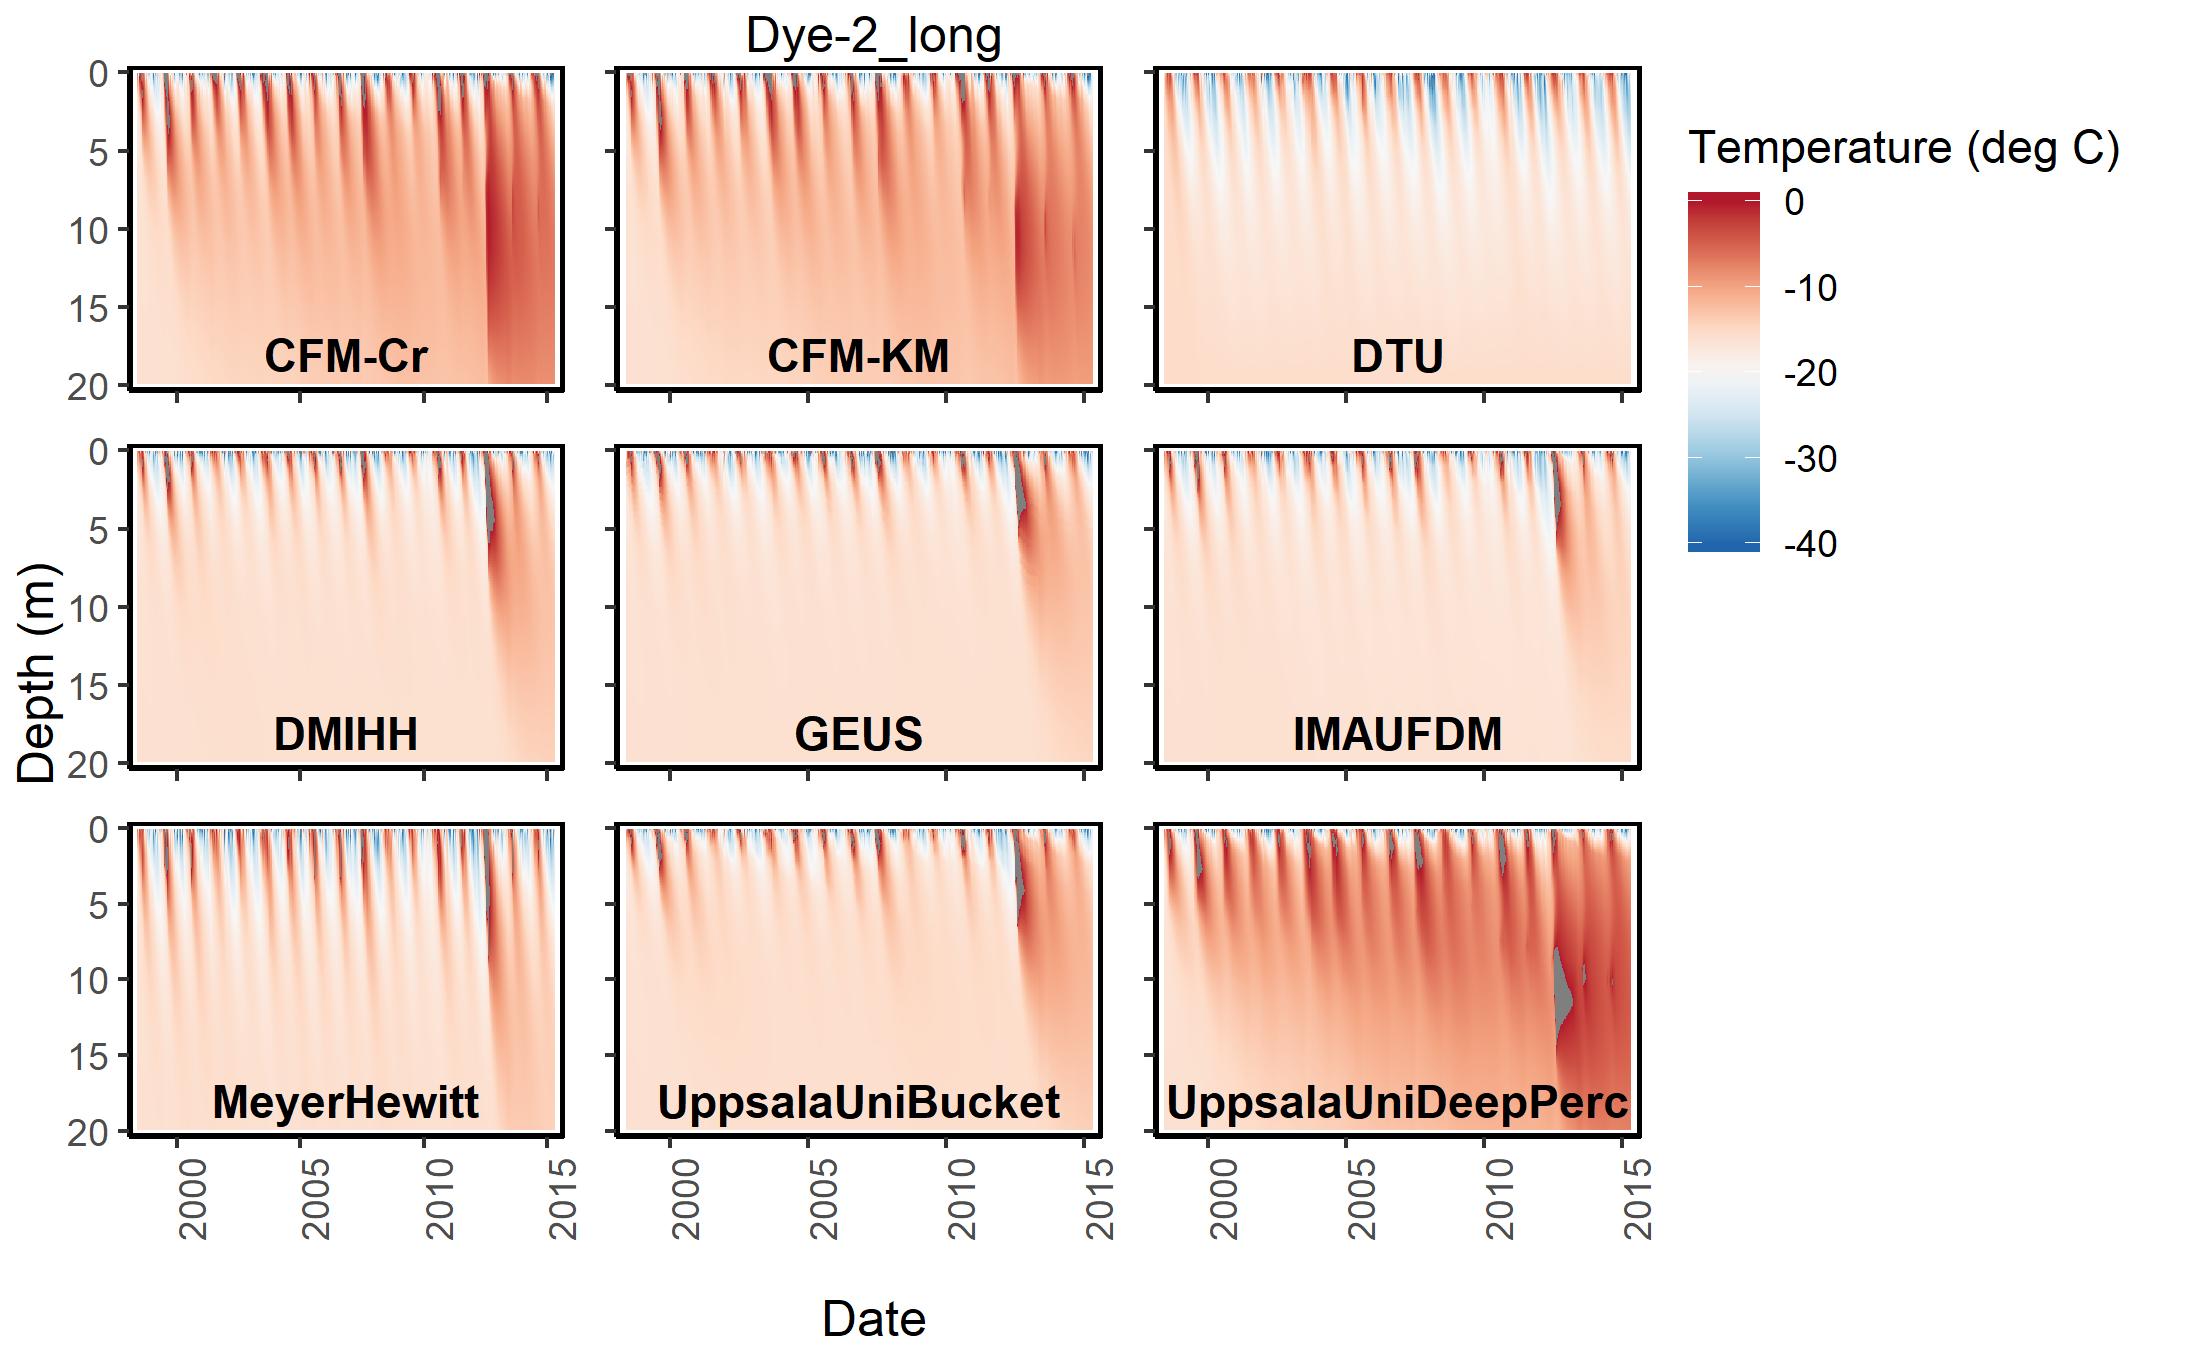 Dye-2_long
Depth (m)
0
5
10
15
20
CFM-Cr
CFM-KM
DTU
0
5
10
15
20
DMIHH
GEUS
IMAUFDM
0
5
10
15
20
MeyerHewitt
UppsalaUniBucket
UppsalaUniDeepPerc
2000
2005
2010
2015
2000
2005
2010
2015
2000
2005
2010
2015
Date
Temperature (deg C)
0
-10
-20
-30
-40